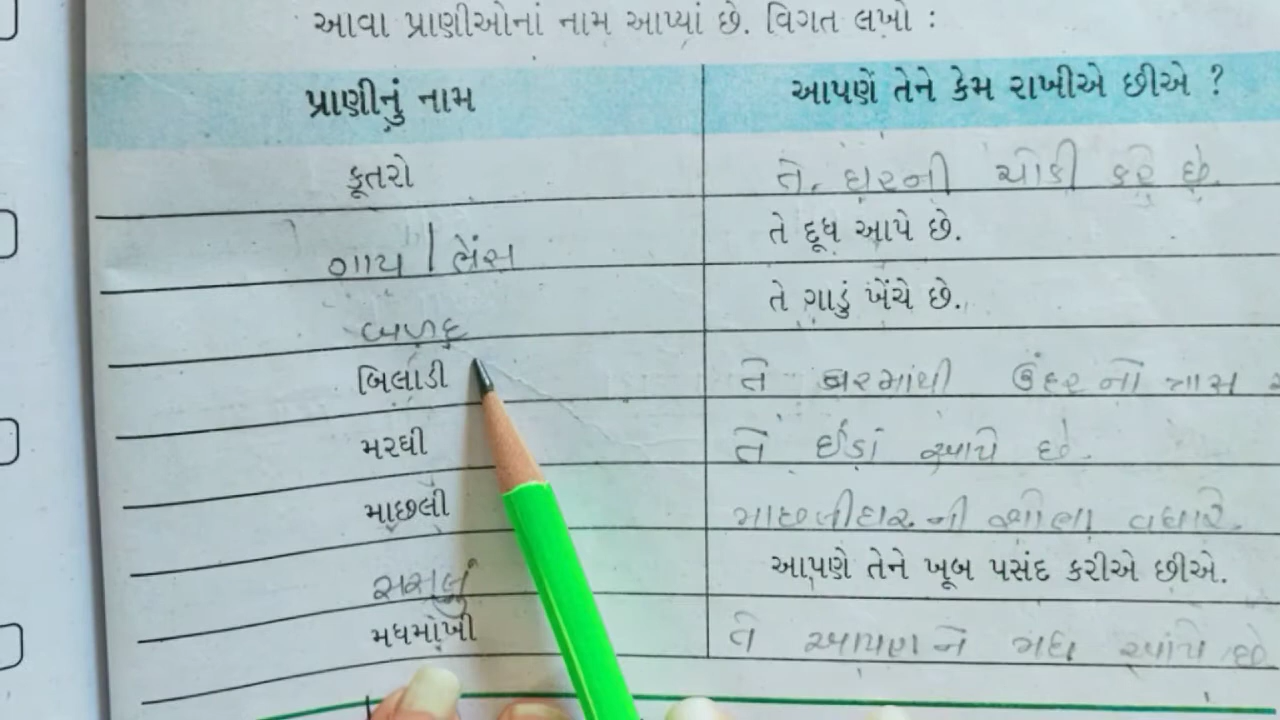 આવા પ્રાણીઓનાં નામ આપ્યાં છે. વિગત લખો :
પ્રાણીનું નામ આપણે તેને કેમ રાખીએ છીએ ?
કૂતરો તે. ઘરની ચોકી કરે છે.
ગાય / ભેંસ તે દૂધ આપે છે.
બળદ તે ગાડું ખેંચે છે.
બિલાડી તે ઘરમાંથી ઉંદરનો ત્રાસ
મરઘી તે ઈંડાં આપે છે.
માછલી માછલીઘરની શોભા વધારે.
સસલું આપણે તેને ખૂબ પસંદ કરીએ છીએ.
મધમાખી તે આપણને મધ આપે છે.